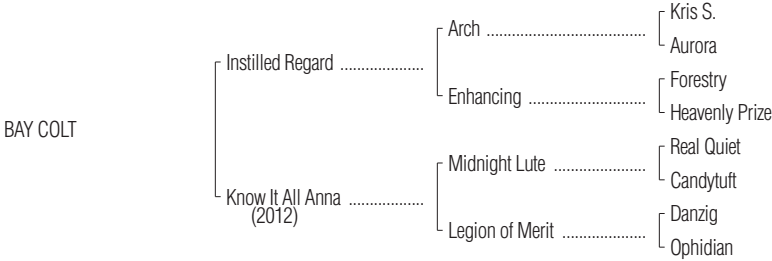 Kris S.
Arch ......................................
Aurora
Instilled Regard ...................
Forestry
Enhancing ............................
Heavenly Prize
BAY COLT
Real Quiet
Midnight Lute ......................
Candytuft
Know It All Anna ..................
(2012)
Danzig
Legion of Merit ....................
Ophidian